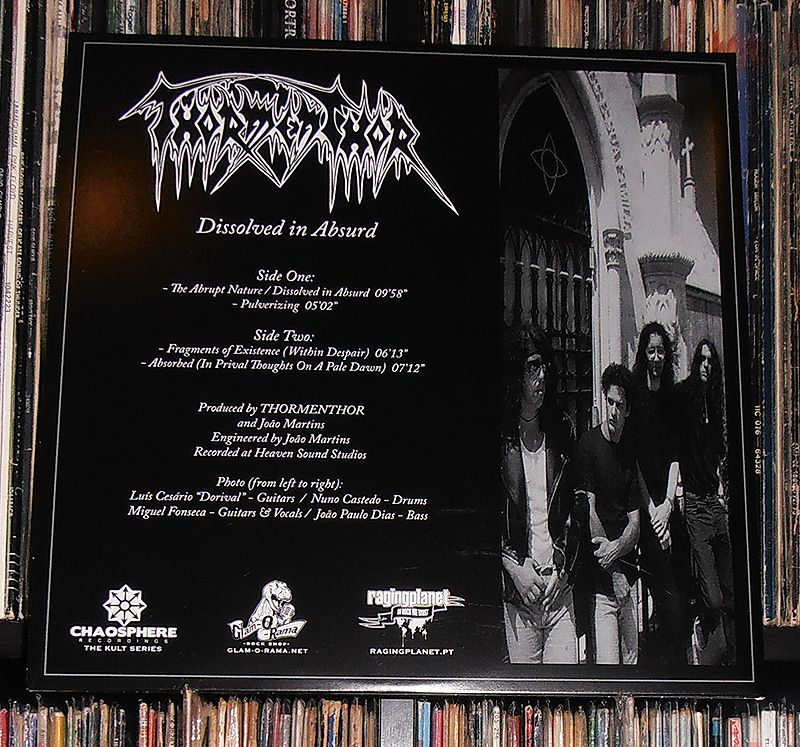 THORMENTHOR
Dissolved in Absurd
Side One:
- The Abrupt Nature / Dissolved in Absurd 09'58"
- Pulverizing 05'02"
Side Two:
- Fragments of Existence (Within Despair) 06'13"
- Absorbed (In Prival Thoughts On A Pale Dawn) 07'12"
Produced by THORMENTHOR
and João Martins
Engineered by João Martins
Recorded at Heaven Sound Studios
Photo (from left to right):
Luís Cesário "Dorival" - Guitars / Nuno Castedo - Drums
Miguel Fonseca - Guitars & Vocals / João Paulo Dias - Bass
CHAOSPHERE
RECORDINGS
THE KULT SERIES
Glam O Rama
• ROCK SHOP •
GLAM-O-RAMA.NET
ragingplanet
IN ROCK WE TRUST
RAGINGPLANET.PT